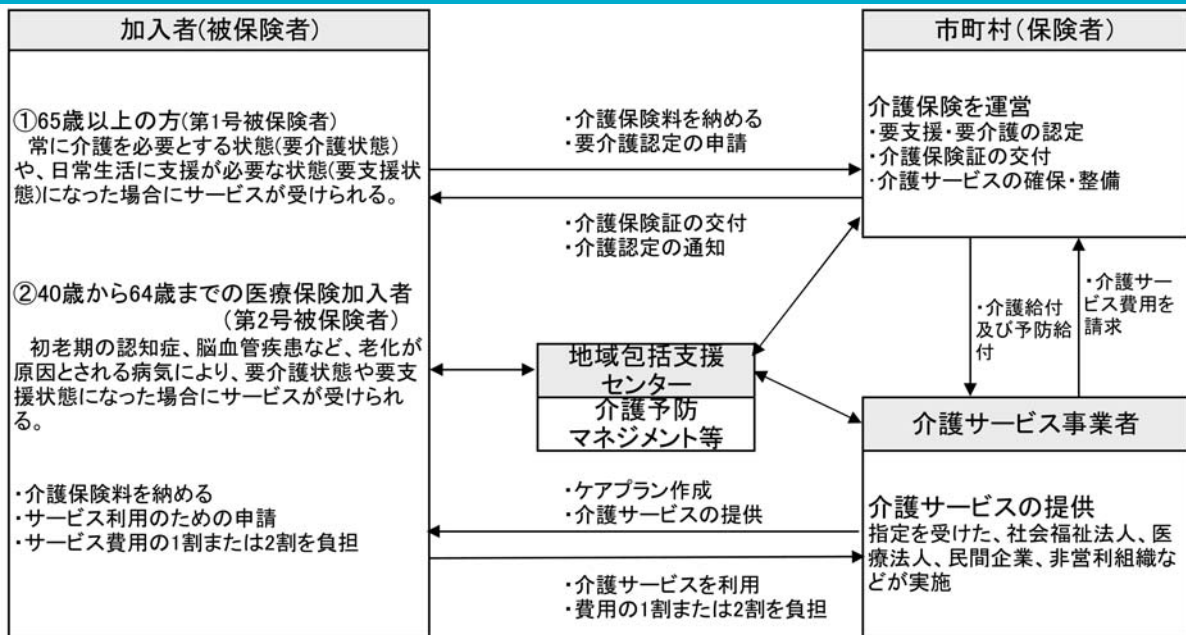 加入者(被保険者)
①65歳以上の方(第1号被保険者)
常に介護を必要とする状態(要介護状態)
や、日常生活に支援が必要な状態(要支援状
態)になった場合にサービスが受けられる。
②40歳から64歳までの医療保険加入者
(第2号被保険者)
初老期の認知症、脳血管疾患など、老化が
原因とされる病気により、要介護状態や要支
援状態になった場合にサービスが受けられ
る。
・介護保険料を納める
・サービス利用のための申請
・サービス費用の1割または2割を負担
・介護保険料を納める
・要介護認定の申請
・介護保険証の交付
・介護認定の通知
地域包括支援
センター
介護予防
マネジメント等
・ケアプラン作成
・介護サービスの提供
・介護サービスを利用
・費用の1割または2割を負担
市町村(保険者)
介護保険を運営
・要支援・要介護の認定
・介護保険証の交付
・介護サービスの確保・整備
・介護給付
及び予防給
付
・介護サー
ビス費用を
請求
介護サービス事業者
介護サービスの提供
指定を受けた、社会福祉法人、医
療法人、民間企業、非営利組織な
どが実施